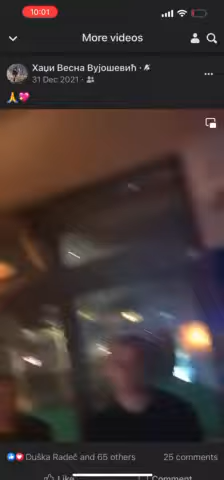 10:01
More videos
Хаџи Весна Вујошевић ·
31 Dec 2021 ·
🙏💖
Duška Radeč and 65 others
25 comments
Like
Comment